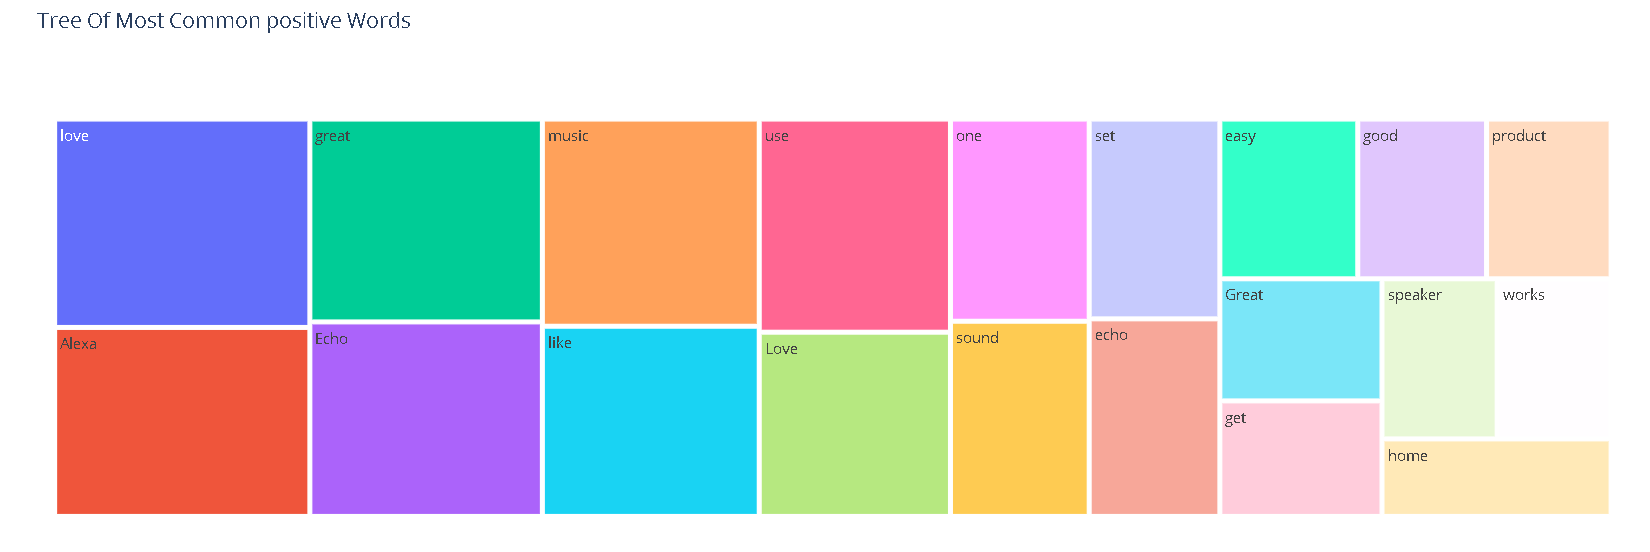 Tree Of Most Common positive Words
love
great
music
use
one
set
easy
good
product
Great
speaker
works
Alexa
Echo
like
Love
sound
echo
get
home